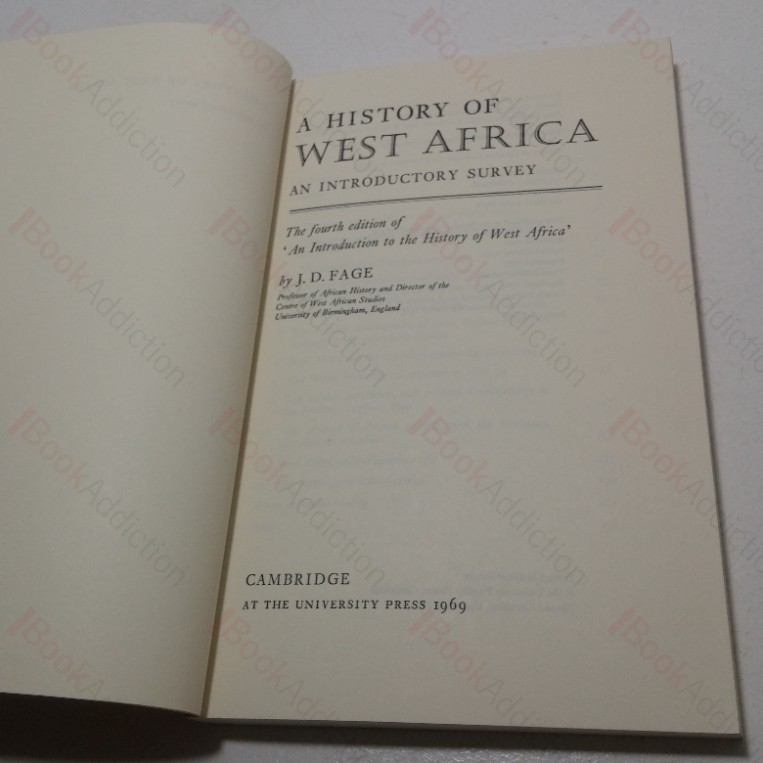 A HISTORY OF
WEST AFRICA
AN INTRODUCTORY SURVEY
The fourth edition of
‘An Introduction to the History of West Africa’
by J. D. FAGE
Professor of African History and Director of the
Centre of West African Studies
University of Birmingham, England
CAMBRIDGE
AT THE UNIVERSITY PRESS 1969
BookAddiction